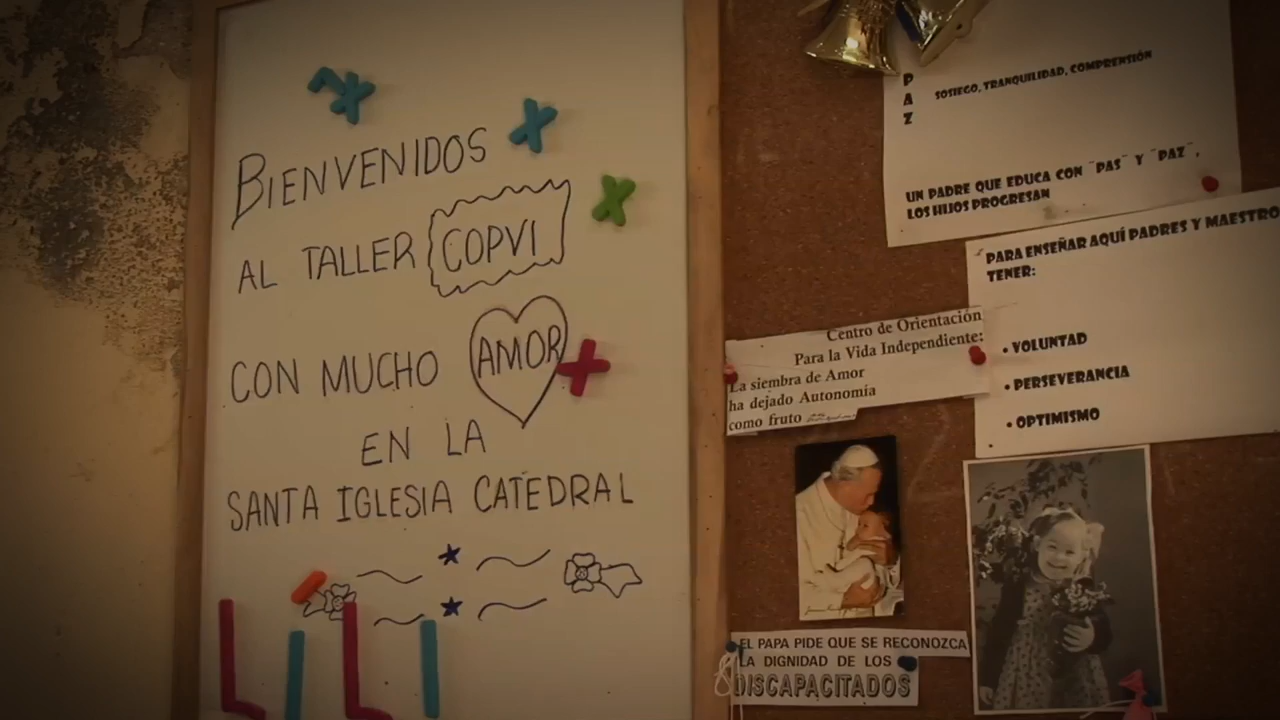 BIENVENIDOS
AL TALLER COPVI
CON MUCHO AMOR
EN LA
SANTA IGLESIA CATEDRAL
PAZ
SOSIEGO, TRANQUILIDAD, COMPRENSIÓN
UN PADRE QUE EDUCA CON ¨PAS¨ Y ¨PAZ¨,
LOS HIJOS PROGRESAN
PARA ENSEÑAR AQUÍ PADRES Y MAESTRO
TENER:
• VOLUNTAD
• PERSEVERANCIA
• OPTIMISMO
Centro de Orientación
Para la Vida Independiente:
La siembra de Amor
ha dejado Autonomía
como fruto
EL PAPA PIDE QUE SE RECONOZCA
LA DIGNIDAD DE LOS
DISCAPACITADOS